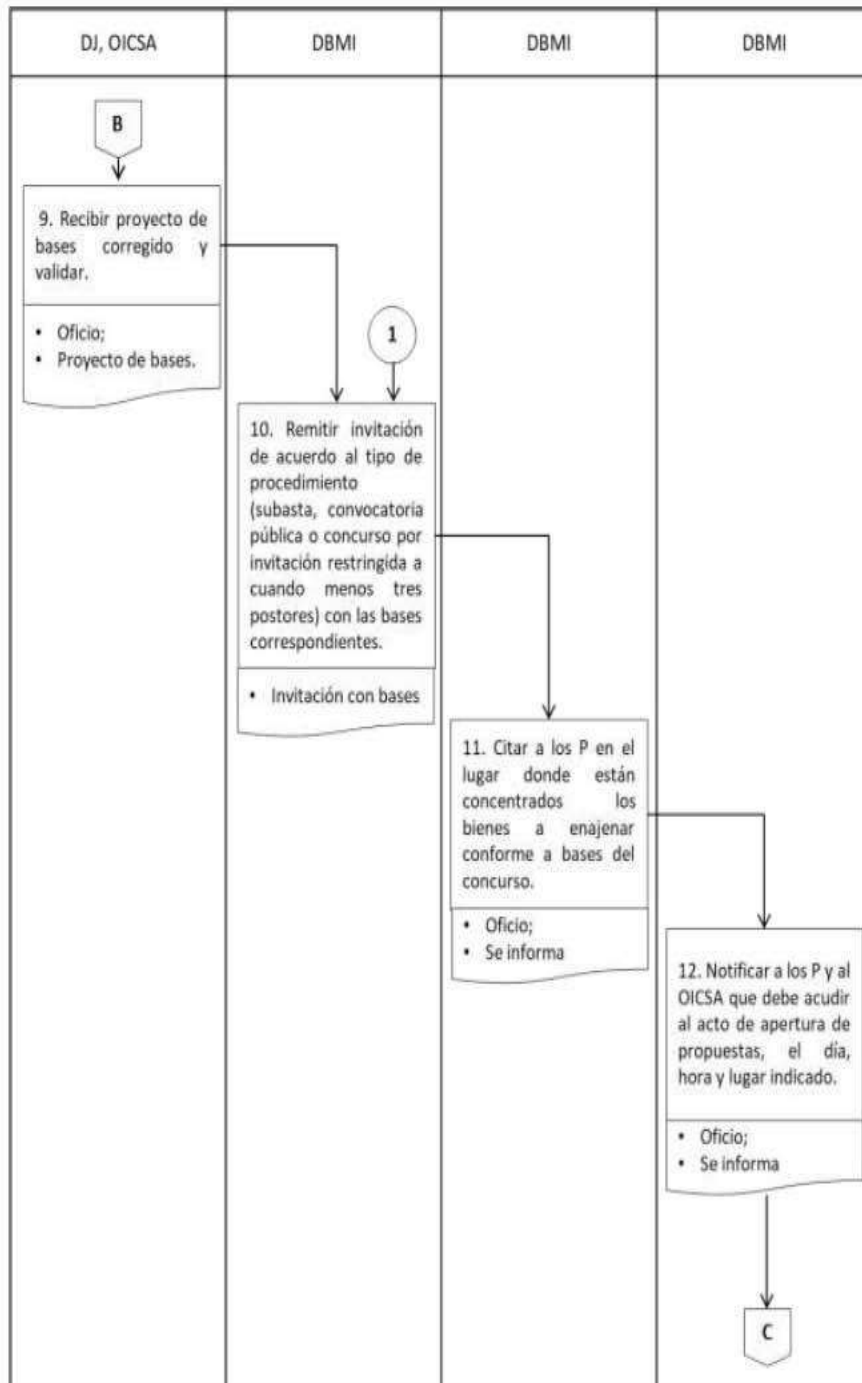 DJ, OICSA
DBMI
DBMI
DBMI
B
9. Recibir proyecto de
bases corregido y
validar.
• Oficio;
• Proyecto de bases.
1
10. Remitir invitación
de acuerdo al tipo de
procedimiento
(subasta, convocatoria
pública o concurso por
invitación restringida a
cuando menos tres
postores) con las bases
correspondientes.
• Invitación con bases
11. Citar a los P en el
lugar donde están
concentrados los
bienes a enajenar
conforme a bases del
concurso.
• Oficio;
• Se informa
12. Notificar a los P y al
OICSA que debe acudir
al acto de apertura de
propuestas, el día,
hora y lugar indicado.
• Oficio;
• Se informa
C